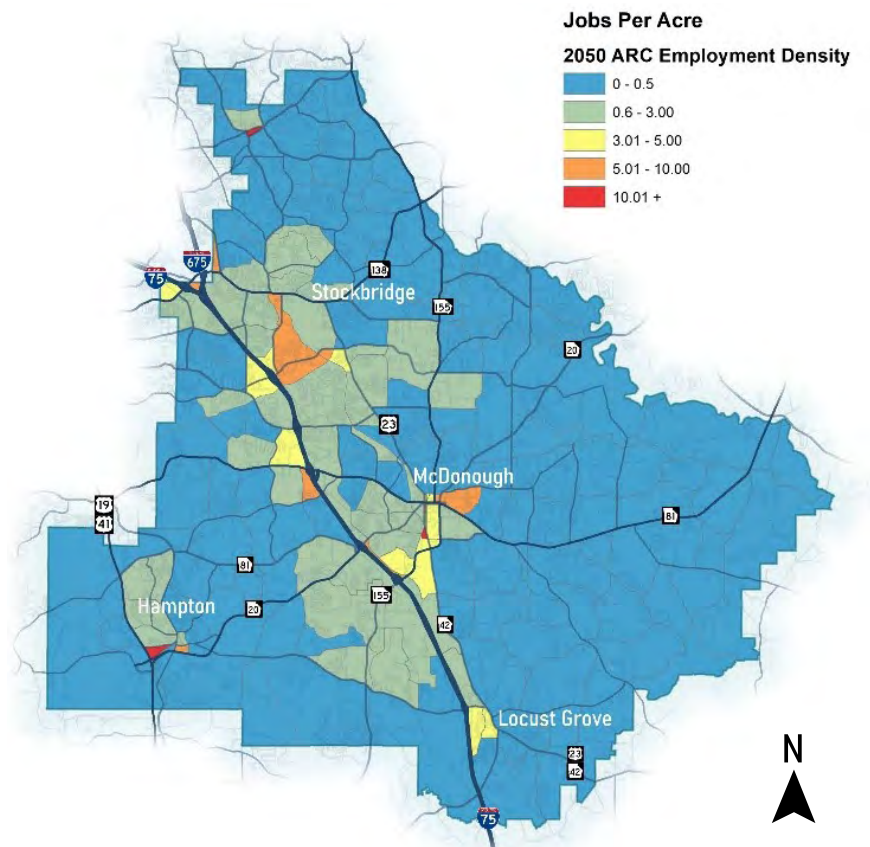 Jobs Per Acre
2050 ARC Employment Density
0 - 0.5
0.6 - 3.00
3.01 - 5.00
5.01 - 10.00
10.01 +
675
75
138
Stockbridge
155
20
23
McDonough
19
41
81
81
Hampton
20
155
42
Locust Grove
23
42
N
75